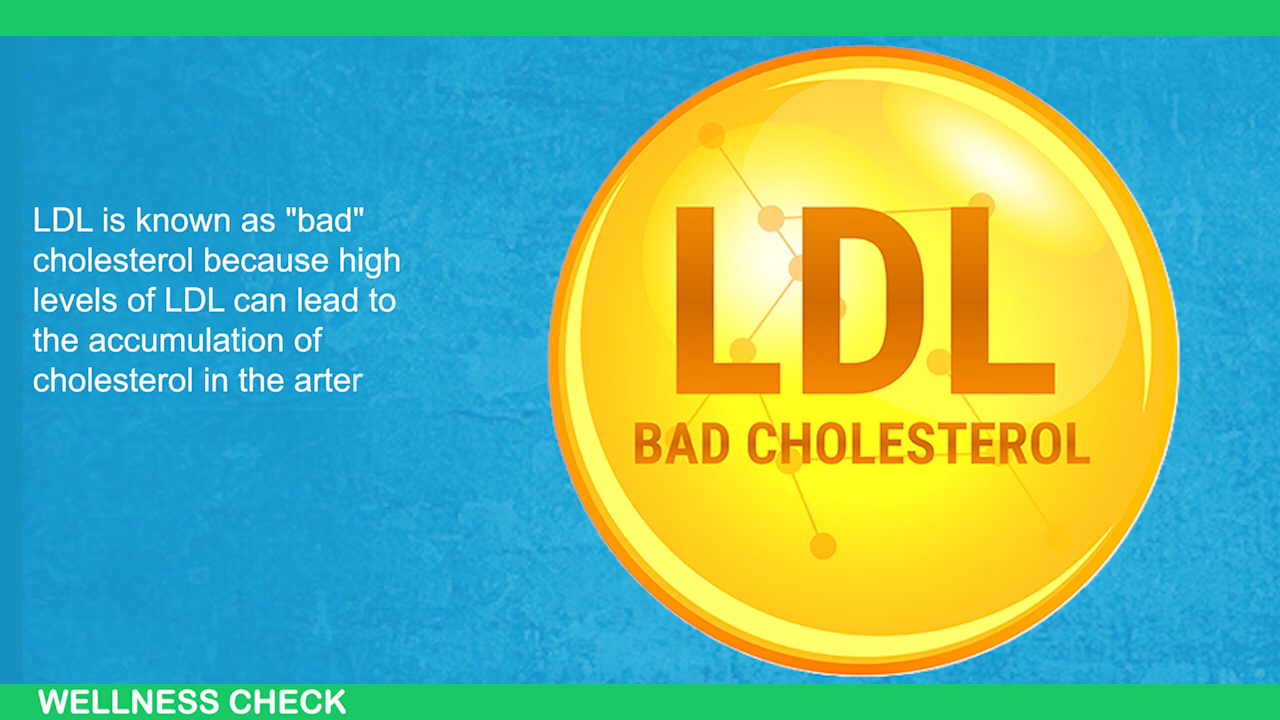 LDL is known as "bad"
cholesterol because high
levels of LDL can lead to
the accumulation of
cholesterol in the arter
LDL
BAD CHOLESTEROL
WELLNESS CHECK